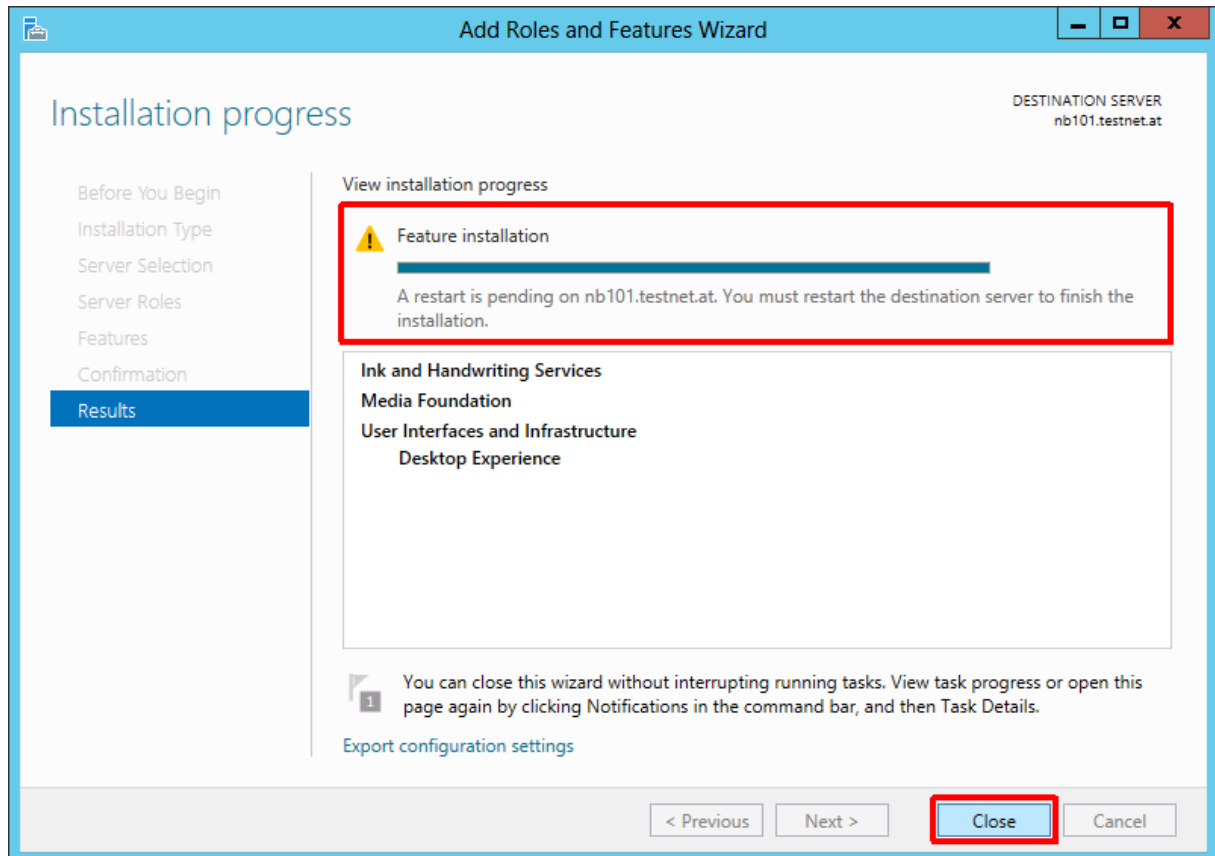 Add Roles and Features Wizard
Installation progress
DESTINATION SERVER
nb101.testnet.at
Before You Begin
Installation Type
Server Selection
Server Roles
Features
Confirmation
Results
View installation progress
Feature installation
A restart is pending on nb101.testnet.at. You must restart the destination server to finish the
installation.
Ink and Handwriting Services
Media Foundation
User Interfaces and Infrastructure
Desktop Experience
1
You can close this wizard without interrupting running tasks. View task progress or open this
page again by clicking Notifications in the command bar, and then Task Details.
Export configuration settings
< Previous
Next >
Close
Cancel